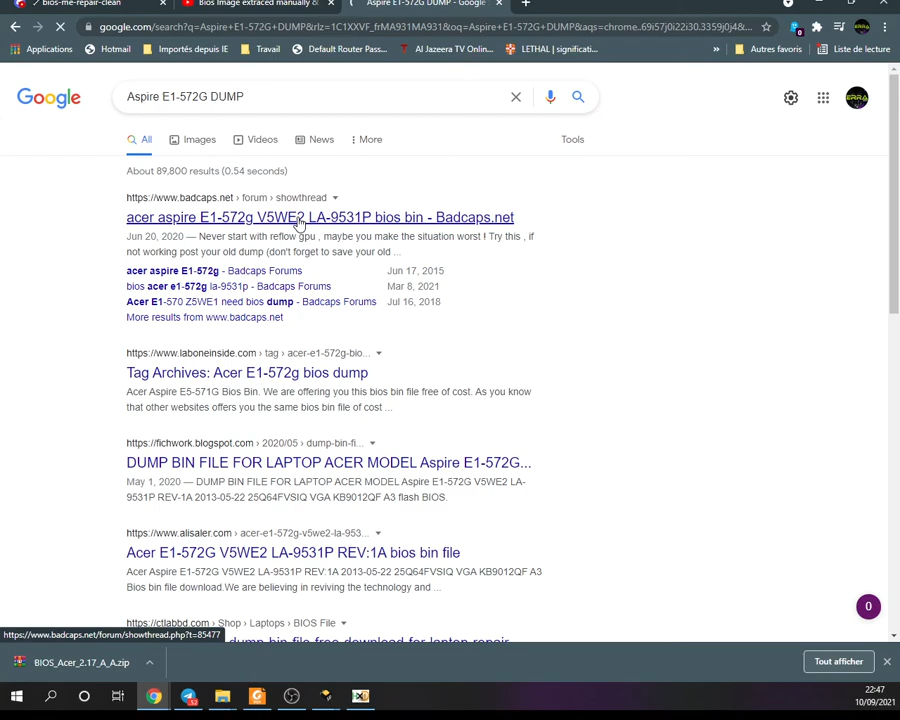 bios-me-repair-clean
Bios Image extracted manually &
Aspire E1-572G DUMP - Google
google.com/search?q=Aspire+E1-572G+DUMP&rlz=1C1XXVF_frMA931MA931&oq=Aspire+E1-572G+DUMP&aqs=chrome..69i57j0i22i30.3359j0j4&...
Applications
Hotmail
Importés depuis IE
Travail
Default Router Pass...
Al Jazeera TV Onlin...
LETHAL | significati...
»
Autres favoris
Liste de lecture
Google
Aspire E1-572G DUMP
All
Images
Videos
News
More
Tools
About 89,800 results (0.54 seconds)
https://www.badcaps.net › forum › showthread
acer aspire E1-572g V5WE2 LA-9531P bios bin - Badcaps.net
Jun 20, 2020 — Never start with reflow gpu , maybe you make the situation worst ! Try this , if
not working post your old dump (don't forget to save your old ...
acer aspire E1-572g - Badcaps Forums
Jun 17, 2015
bios acer e1-572g la-9531p - Badcaps Forums
Mar 8, 2021
Acer E1-570 Z5WE1 need bios dump - Badcaps Forums
Jul 16, 2018
More results from www.badcaps.net
https://www.laboneinside.com › tag › acer-e1-572g-bio...
Tag Archives: Acer E1-572g bios dump
Acer Aspire E5-571G Bios Bin. We are offering you this bios bin file free of cost. As you know
that other websites offers you the same bios bin file of cost ...
https://fichwork.blogspot.com › 2020/05 › dump-bin-fi...
DUMP BIN FILE FOR LAPTOP ACER MODEL Aspire E1-572G...
May 1, 2020 — DUMP BIN FILE FOR LAPTOP ACER MODEL Aspire E1-572G V5WE2 LA-
9531P REV-1A 2013-05-22 25Q64FVSIQ VGA KB9012QF A3 flash BIOS.
https://www.alisaler.com › acer-e1-572g-v5we2-la-953...
Acer E1-572G V5WE2 LA-9531P REV:1A bios bin file
Acer Aspire E1-572G V5WE2 LA-9531P REV:1A 2013-05-22 25Q64FVSIQ VGA KB9012QF A3
Bios bin file download.We are believing in reviving the technology and ...
https://ctlabbd.com › Shop › Laptops › BIOS File
dump-bin-file-free-download-for-laptop-repair
0
https://www.badcaps.net/forum/showthread.php?t=85477
BIOS_Acer_2.17_A_A.zip
Tout afficher
22:47
10/09/2021